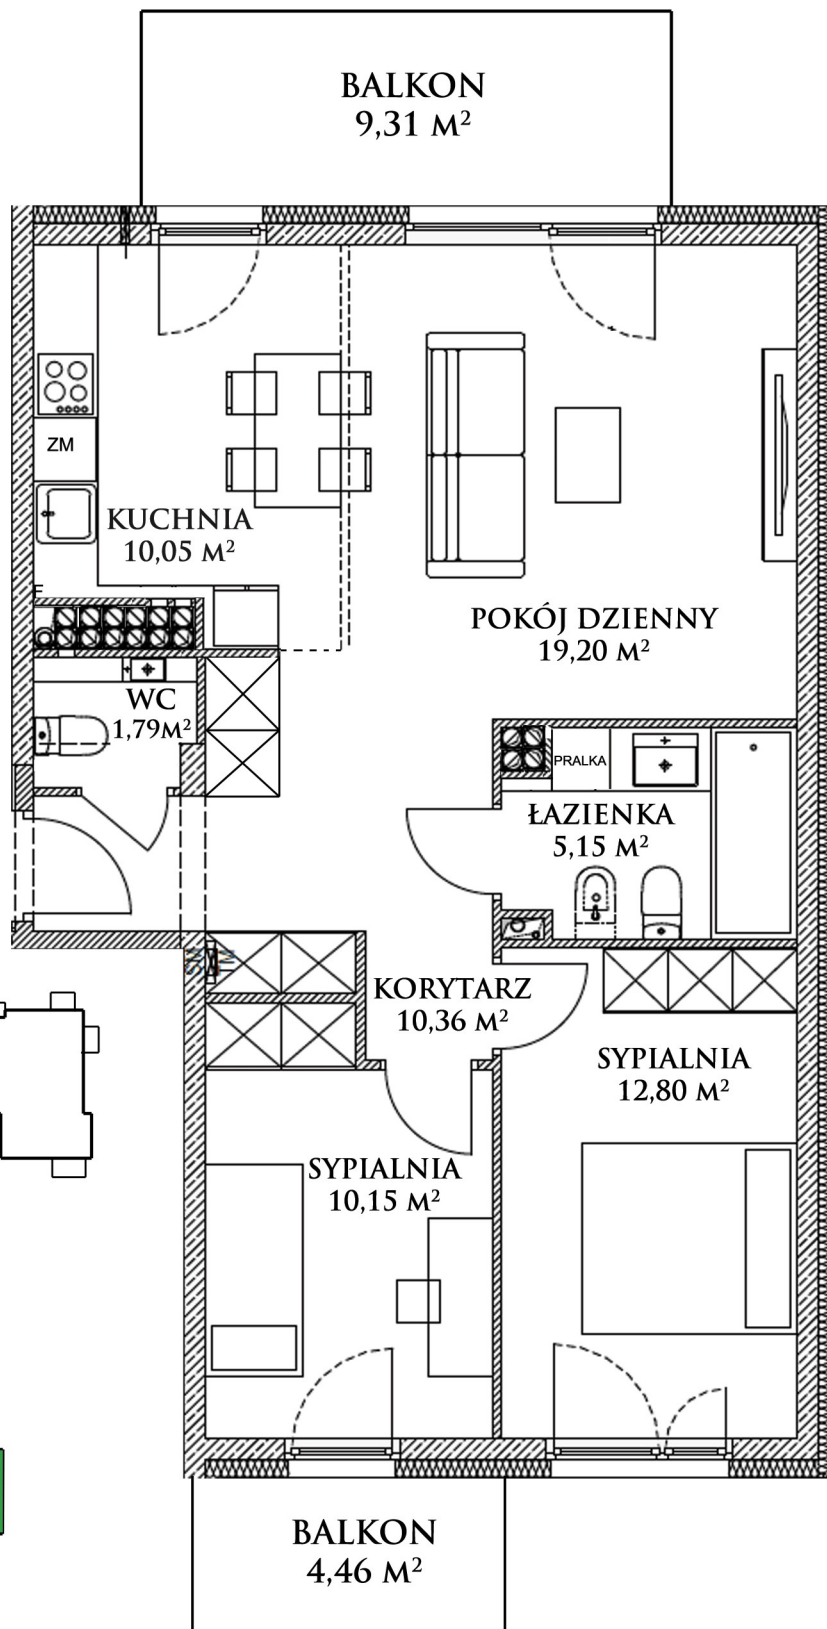 BALKON
9,31 M²
ZM
KUCHNIA
10,05 M²
POKÓJ DZIENNY
19,20 M²
WC
1,79M²
PRALKA
ŁAZIENKA
5,15 M²
KORYTARZ
10,36 M²
SYPIALNIA
12,80 M²
SYPIALNIA
10,15 M²
BALKON
4,46 M²